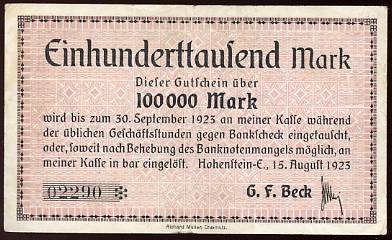 Einhunderttausend Mark
Dieser Gutschein über
100000 Mark
wird bis zum 30. September 1923 an meiner Kasse während
der üblichen Geschäftsstunden gegen Bankscheck eingetauscht,
oder, soweit nach Behebung des Banknotenmangels möglich, an
meiner Kasse in bar eingelöst. Hohenstein-E., 15. August 1923
02290
G. F. Beck
Richard Müller, Chemnitz.